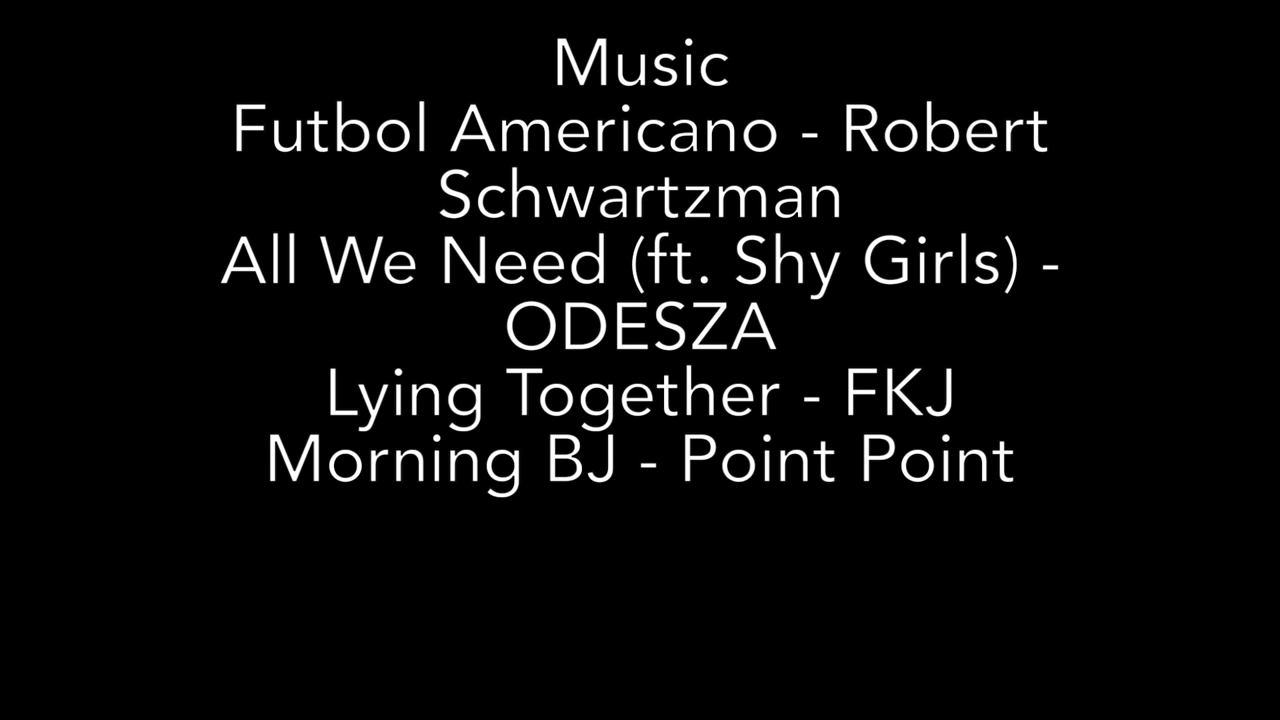 Music
Futbol Americano - Robert
Schwartzman
All We Need (ft. Shy Girls) -
ODESZA
Lying Together - FKJ
Morning BJ - Point Point